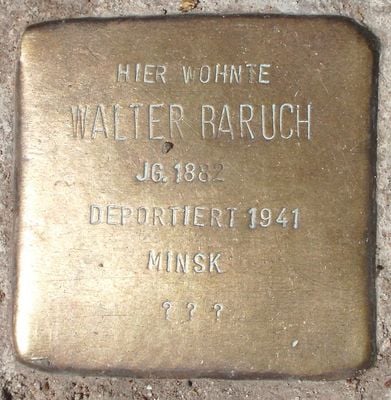 HIER WOHNTE
WALTER BARUCH
JG. 1882
DEPORTIERT 1941
MINSK
? ? ?